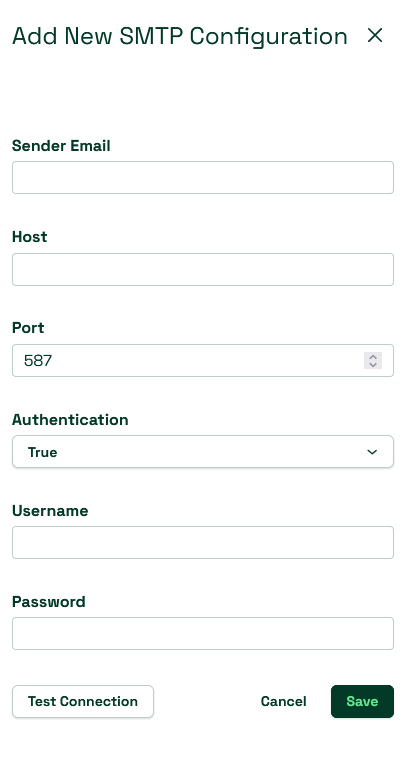 Add New SMTP Configuration
Sender Email
Host
Port
587
Authentication
True
Username
Password
Test Connection Cancel Save